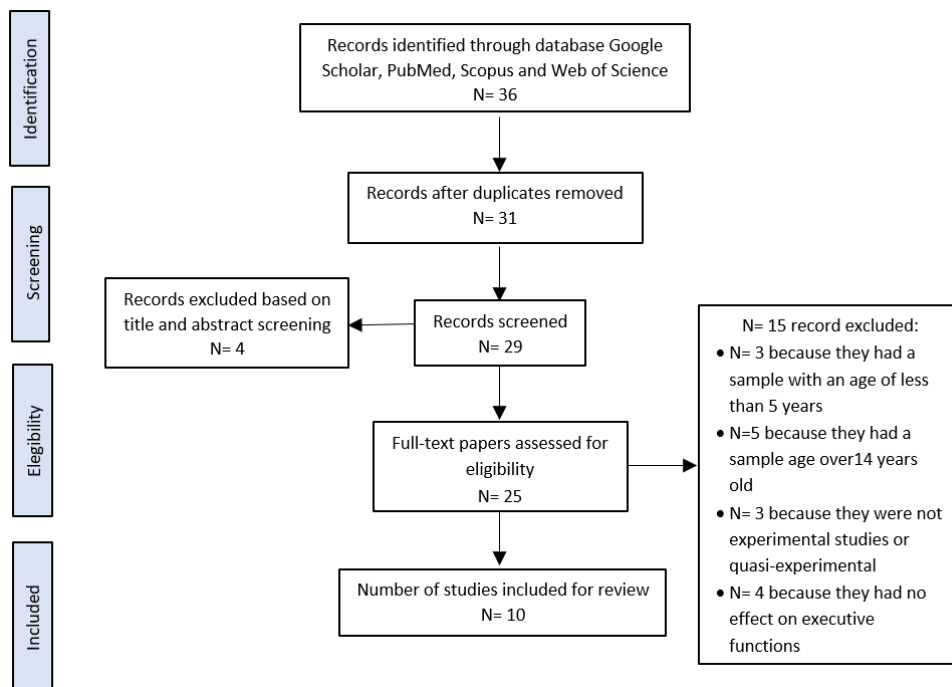 Identification
Records identified through database Google
Scholar, PubMed, Scopus and Web of Science
N= 36
Screening
Records after duplicates removed
N= 31
Records excluded based on
title and abstract screening
N= 4
Records screened
N= 29
Elegibility
Full-text papers assessed for
eligibility
N= 25
N= 15 record excluded:
• N= 3 because they had a
sample with an age of less
than 5 years
• N=5 because they had a
sample age over14 years
old
• N= 3 because they were not
experimental studies or
quasi-experimental
• N= 4 because they had no
effect on executive
functions
Included
Number of studies included for review
N= 10